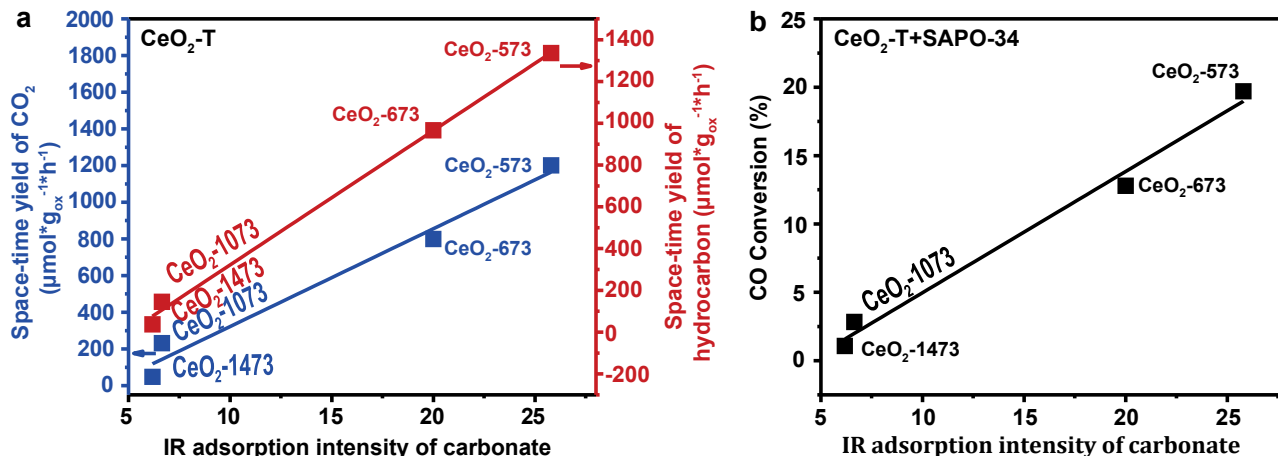 a
CeO₂-T
Space-time yield of CO₂
(μmol*gₒₓ⁻¹*h⁻¹)
2000
1800
1600
1400
1200
1000
800
600
400
200
0
CeO₂-573
CeO₂-673
CeO₂-573
CeO₂-673
CeO₂-1073
CeO₂-1473
CeO₂-1073
CeO₂-1473
1400
1200
1000
800
600
400
200
0
-200
Space-time yield of
hydrocarbon (μmol*gₒₓ⁻¹*h⁻¹)
5 10 15 20 25
IR adsorption intensity of carbonate
b
CeO₂-T+SAPO-34
CO Conversion (%)
25
20
15
10
5
0
CeO₂-573
CeO₂-673
CeO₂-1073
CeO₂-1473
5 10 15 20 25
IR adsorption intensity of carbonate